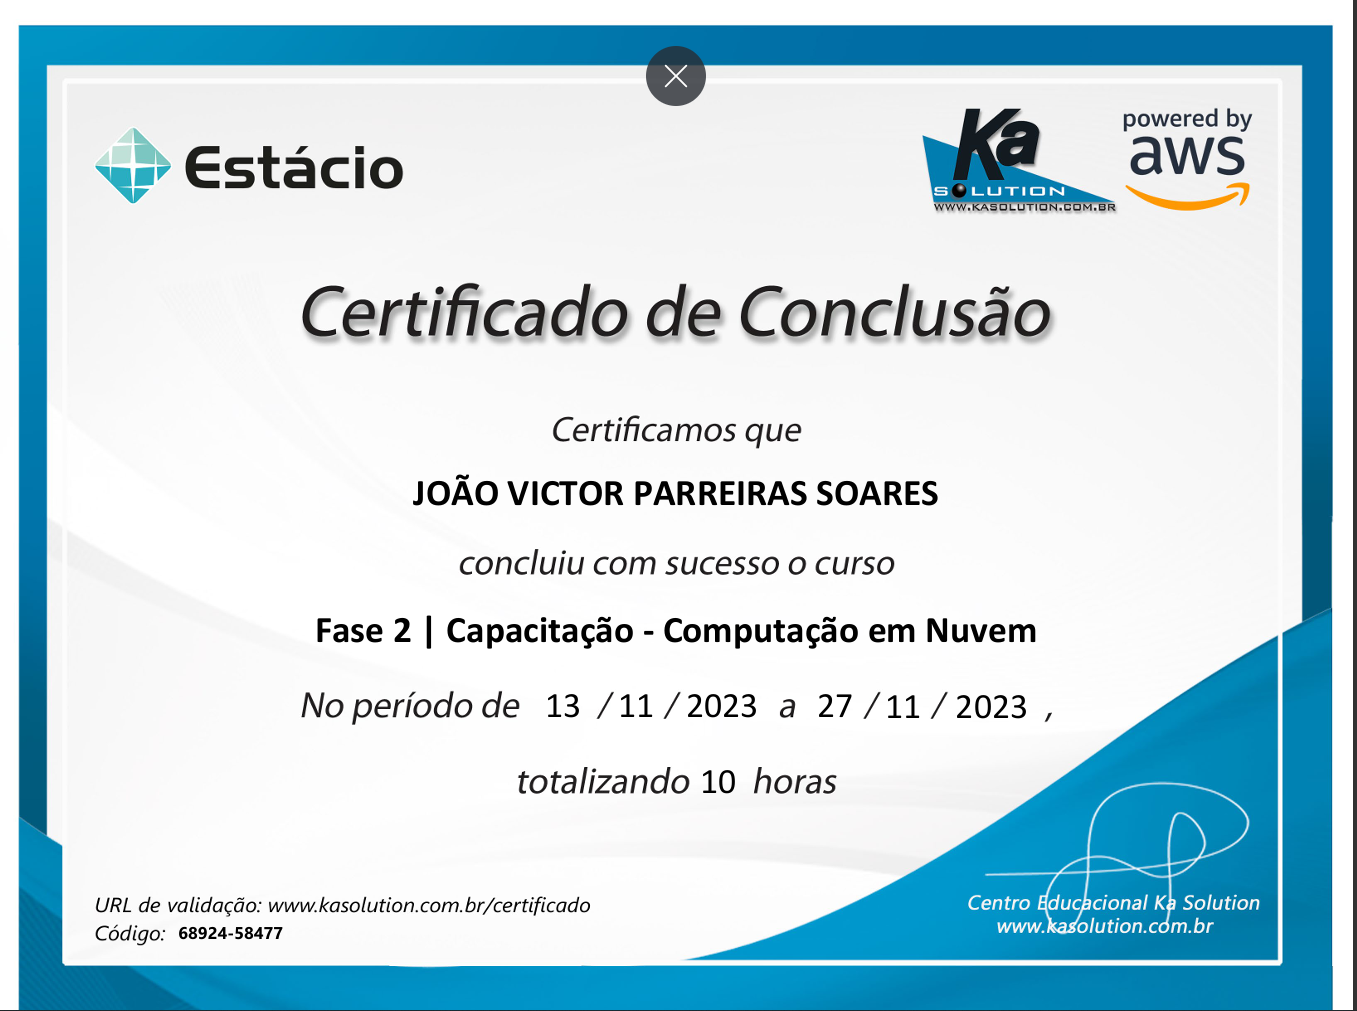 Estácio
Ka
SOLUTION
WWW.KASOLUTION.COM.BR
powered by
aws
Certificado de Conclusão
Certificamos que
JOÃO VICTOR PARREIRAS SOARES
concluiu com sucesso o curso
Fase 2 | Capacitação - Computação em Nuvem
No período de 13 / 11 / 2023 a 27 / 11 / 2023 ,
totalizando 10 horas
URL de validação: www.kasolution.com.br/certificado
Código: 68924-58477
Centro Educacional Ka Solution
www.kasolution.com.br